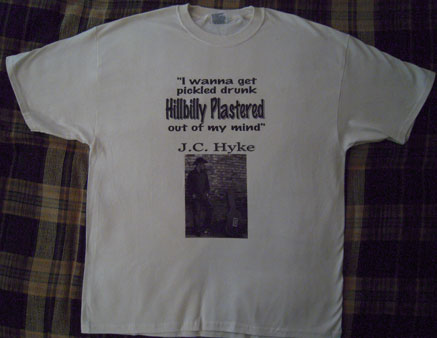 "I wanna get
pickled drunk
Hillbilly Plastered
out of my mind"
J.C. Hyke